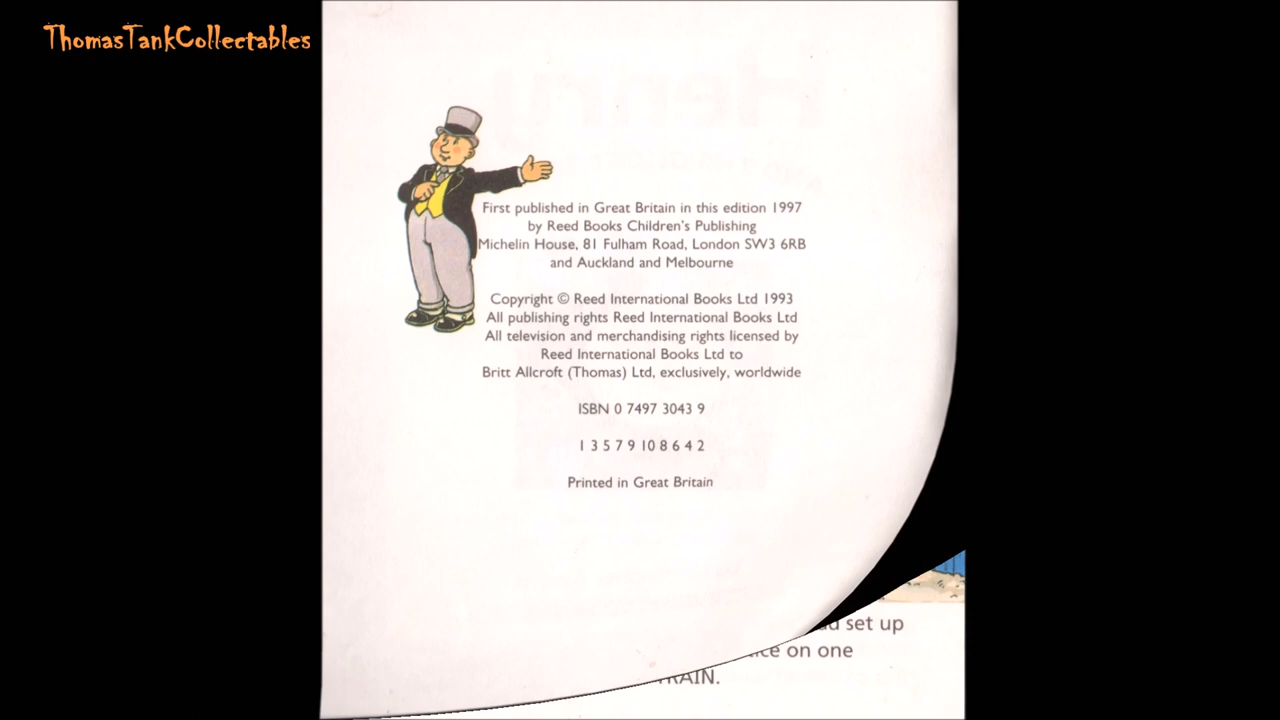 ThomasTankCollectables
First published in Great Britain in this edition 1997
by Reed Books Children's Publishing
Michelin House, 81 Fulham Road, London SW3 6RB
and Auckland and Melbourne
Copyright © Reed International Books Ltd 1993
All publishing rights Reed International Books Ltd
All television and merchandising rights licensed by
Reed International Books Ltd to
Britt Allcroft (Thomas) Ltd, exclusively, worldwide
ISBN 0 7497 3043 9
1 3 5 7 9 10 8 6 4 2
Printed in Great Britain
set up
on one